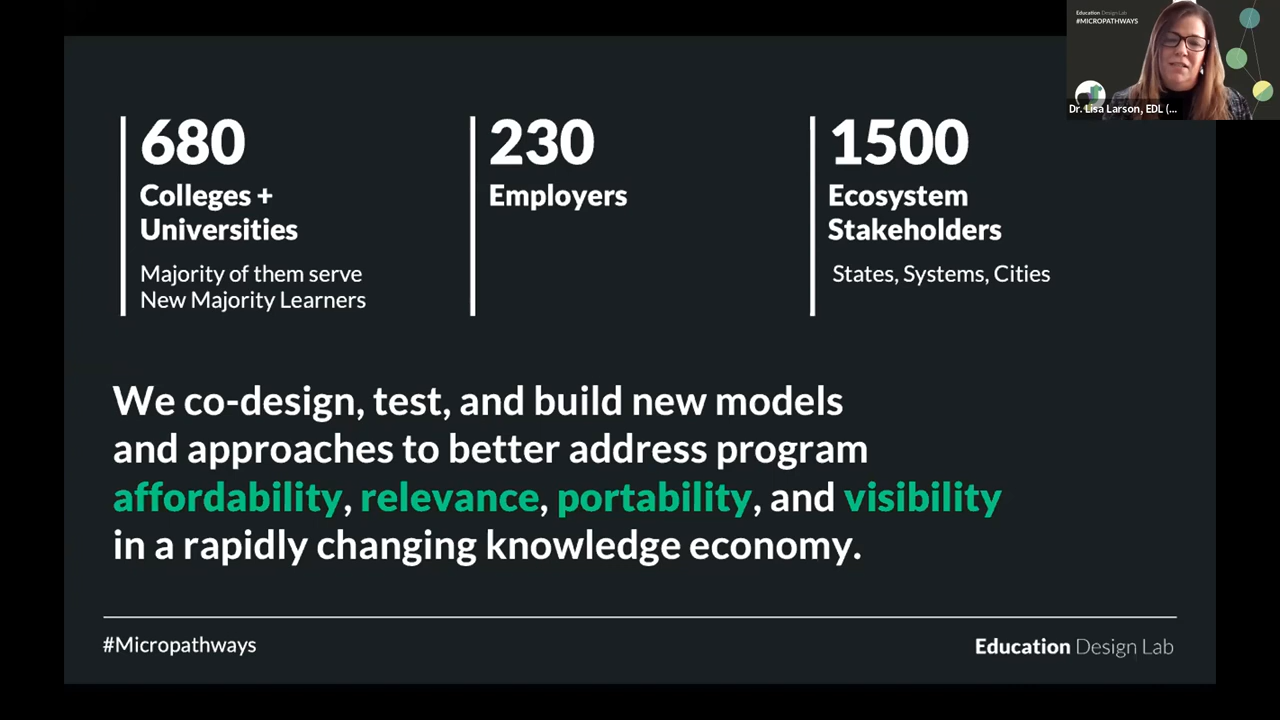 Education Design Lab
#MICROPATHWAYS
Dr. Lisa Larson, EDL (...
680
Colleges +
Universities
Majority of them serve
New Majority Learners
230
Employers
1500
Ecosystem
Stakeholders
States, Systems, Cities
We co-design, test, and build new models
and approaches to better address program
affordability, relevance, portability, and visibility
in a rapidly changing knowledge economy.
#Micropathways
Education Design Lab